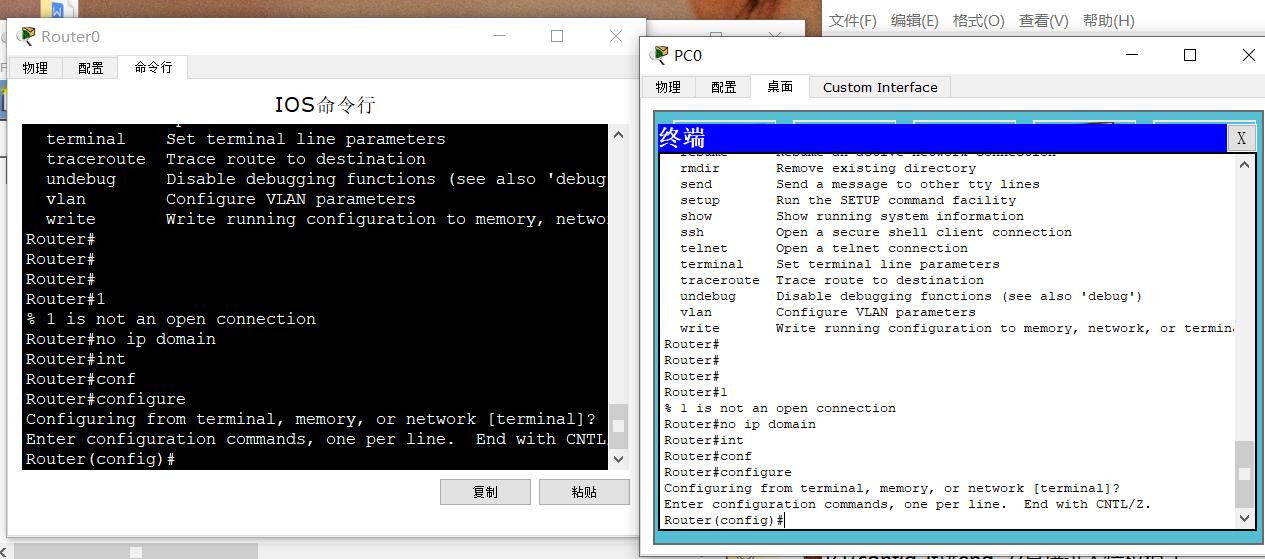 Router0
物理 配置 命令行
IOS命令行
terminal Set terminal line parameters
traceroute Trace route to destination
undebug Disable debugging functions (see also 'debug
vlan Configure VLAN parameters
write Write running configuration to memory, netwo
Router#
Router#
Router#
Router#1
% 1 is not an open connection
Router#no ip domain
Router#int
Router#conf
Router#configure
Configuring from terminal, memory, or network [terminal]?
Enter configuration commands, one per line. End with CNTL
Router(config)#
复制 粘贴
文件(F) 编辑(E) 格式(O) 查看(V) 帮助(H)
PC0
物理 配置 桌面 Custom Interface
终端 X
rmdir Remove existing directory
send Send a message to other tty lines
setup Run the SETUP command facility
show Show running system information
ssh Open a secure shell client connection
telnet Open a telnet connection
terminal Set terminal line parameters
traceroute Trace route to destination
undebug Disable debugging functions (see also 'debug')
vlan Configure VLAN parameters
write Write running configuration to memory, network, or termin
Router#
Router#
Router#
Router#1
% 1 is not an open connection
Router#no ip domain
Router#int
Router#conf
Router#configure
Configuring from terminal, memory, or network [terminal]?
Enter configuration commands, one per line. End with CNTL/Z.
Router(config)#